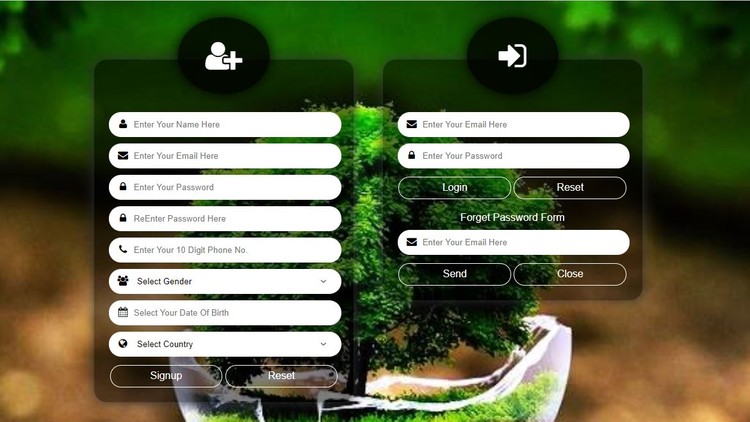 Enter Your Name Here
Enter Your Email Here
Enter Your Password
ReEnter Password Here
Enter Your 10 Digit Phone No.
Select Gender
Select Your Date Of Birth
Select Country
Signup Reset
Enter Your Email Here
Enter Your Password
Login Reset
Forget Password Form
Enter Your Email Here
Send Close